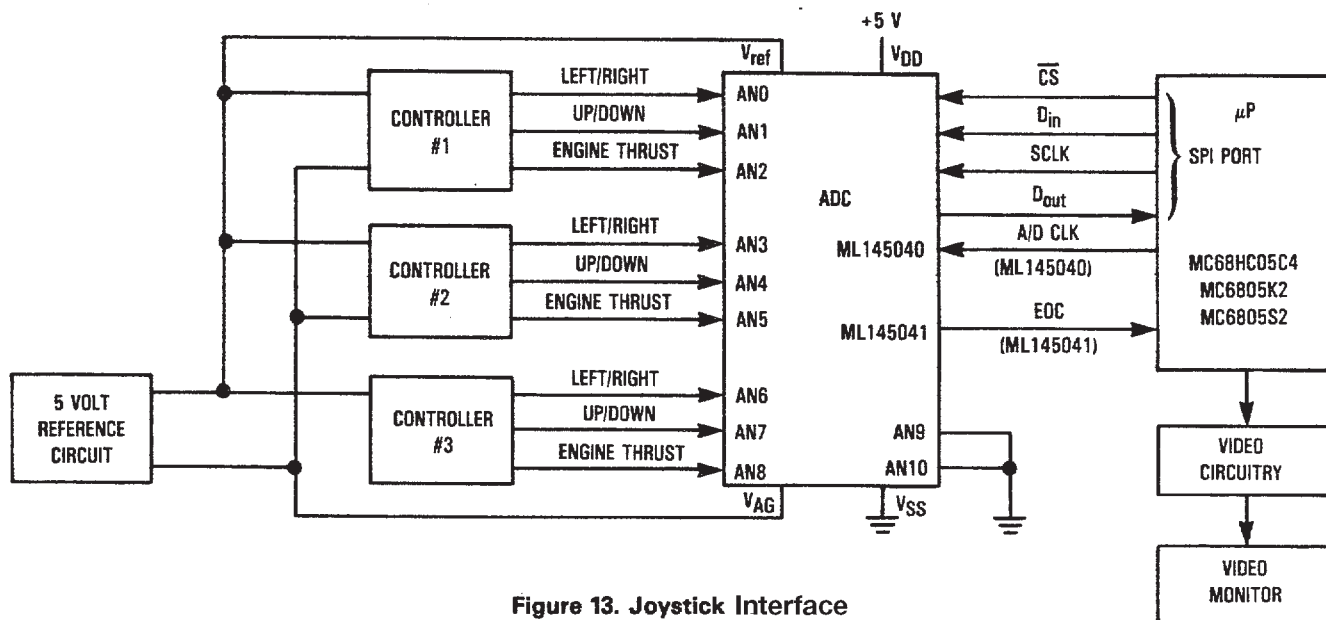 +5 V
Vref
VDD
LEFT/RIGHT
UP/DOWN
ENGINE THRUST
CONTROLLER
#1
AN0
AN1
AN2
LEFT/RIGHT
UP/DOWN
ENGINE THRUST
CONTROLLER
#2
AN3
AN4
AN5
LEFT/RIGHT
UP/DOWN
ENGINE THRUST
CONTROLLER
#3
AN6
AN7
AN8
5 VOLT
REFERENCE
CIRCUIT
VAG
VSS
ADC
ML145040
ML145041
AN9
AN10
C̅S̅
Din
SCLK
Dout
A/D CLK
(ML145040)
EOC
(ML145041)
μP
SPI PORT
MC68HC05C4
MC6805K2
MC6805S2
VIDEO
CIRCUITRY
VIDEO
MONITOR
Figure 13. Joystick Interface